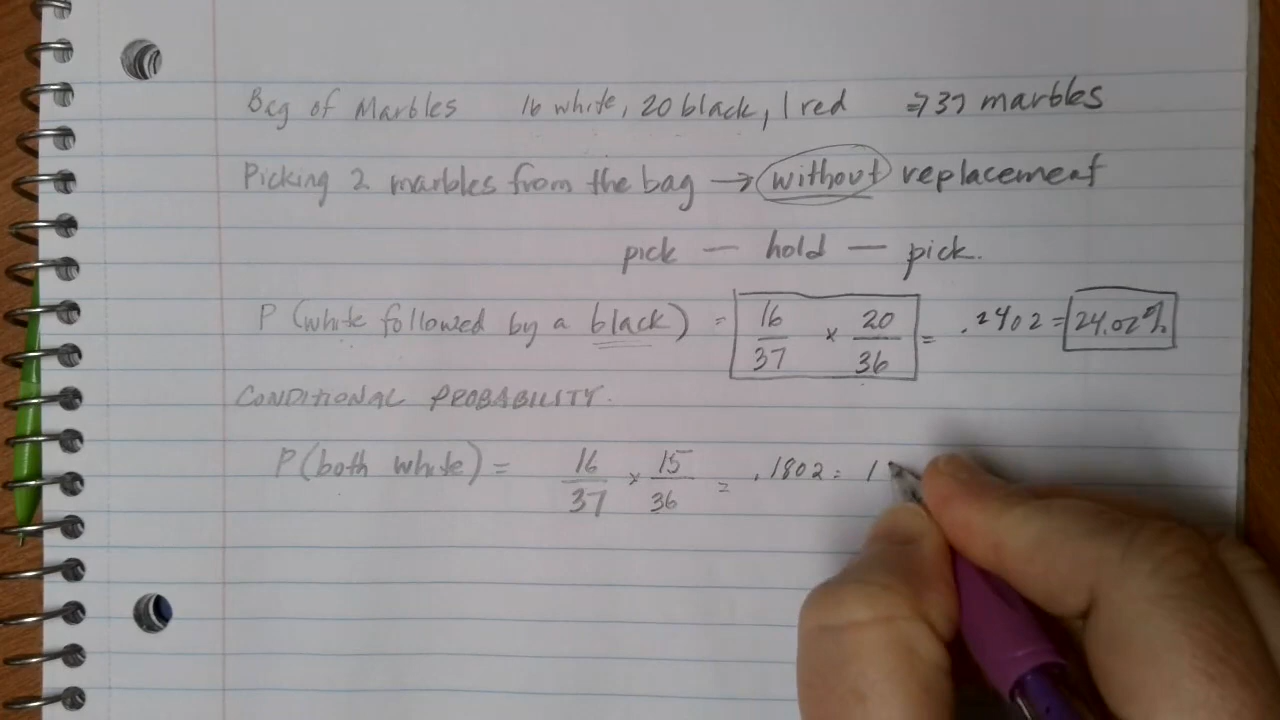 Bag of Marbles 16 white, 20 black, 1 red => 37 marbles
Picking 2 marbles from the bag → without replacement
pick — hold — pick.
P (white followed by a black) = 16/37 × 20/36 = .2402 = 24.02%
CONDITIONAL PROBABILITY.
P(both white) = 16/37 × 15/36 = .1802 = 1